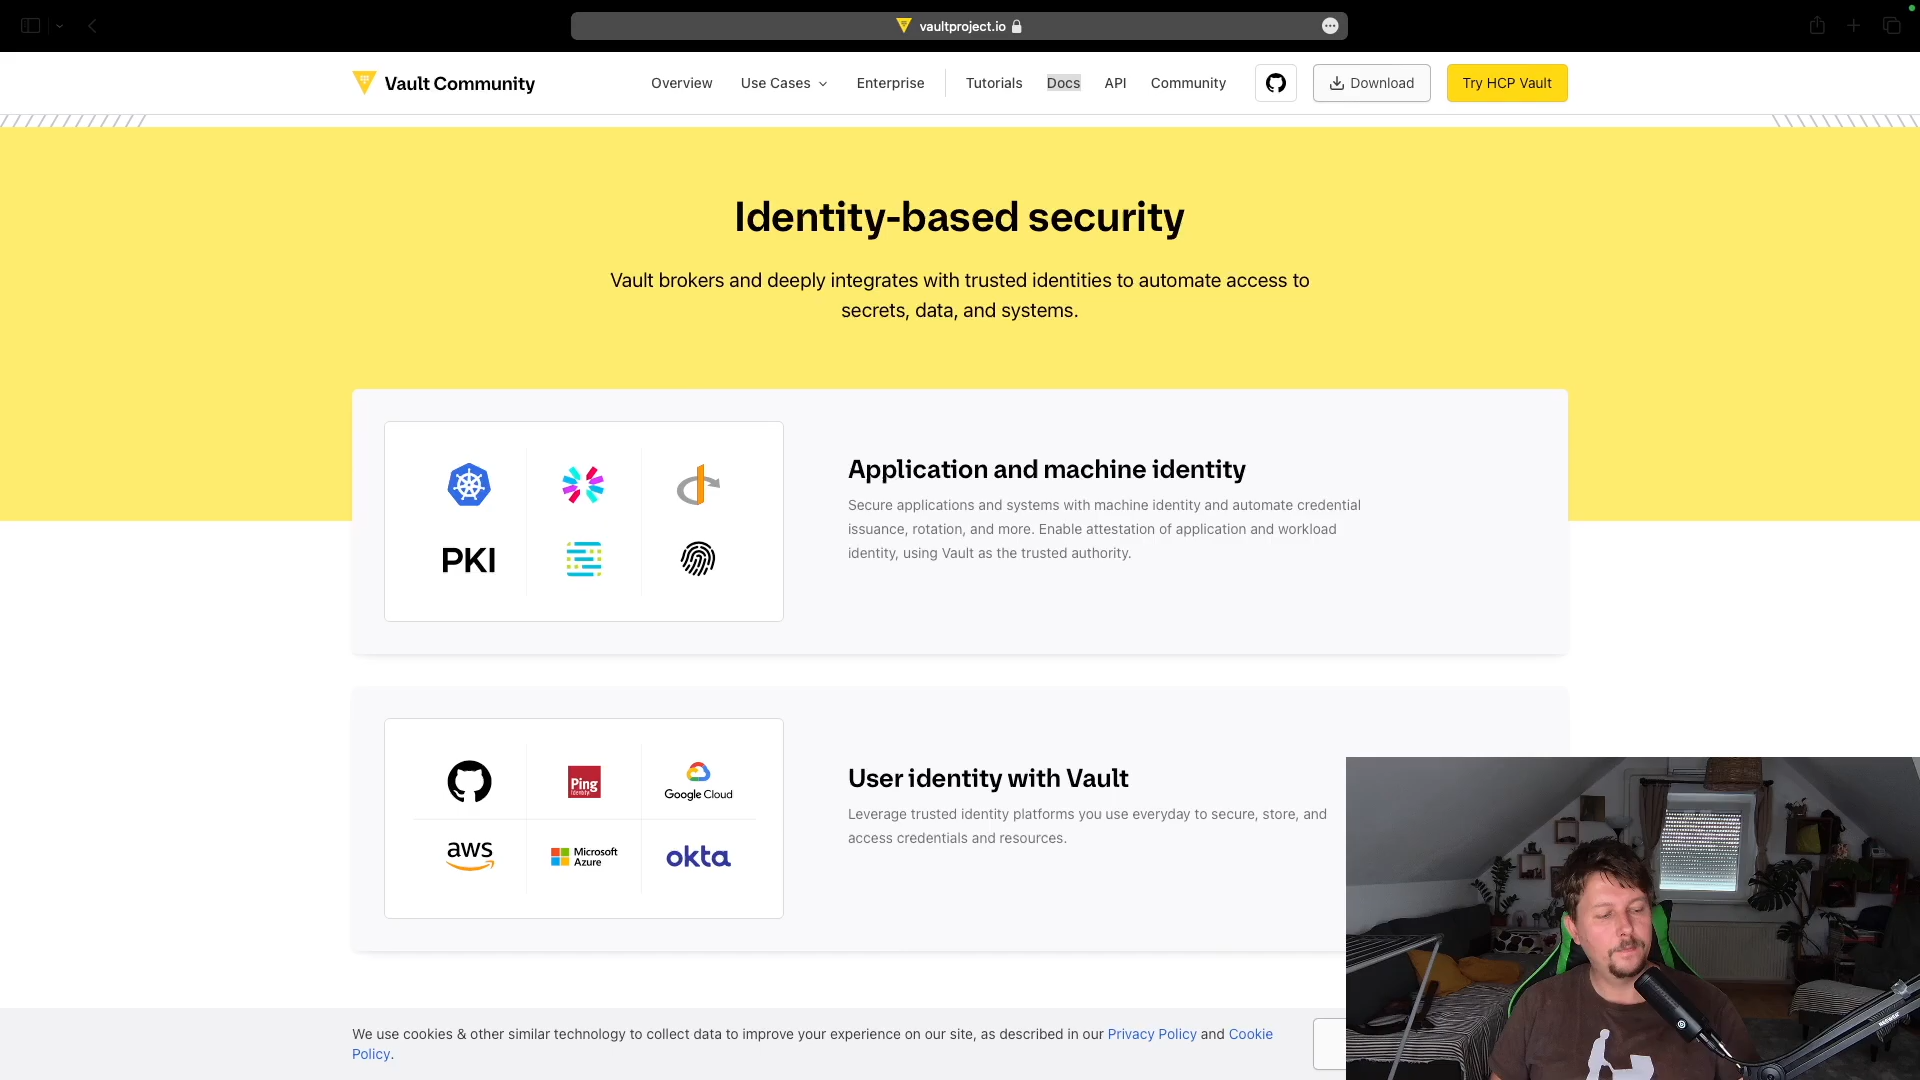 vaultproject.io
Vault Community
Overview
Use Cases
Enterprise
Tutorials
Docs
API
Community
Download
Try HCP Vault
Identity-based security
Vault brokers and deeply integrates with trusted identities to automate access to
secrets, data, and systems.
PKI
Application and machine identity
Secure applications and systems with machine identity and automate credential
issuance, rotation, and more. Enable attestation of application and workload
identity, using Vault as the trusted authority.
Ping
Identity
Google Cloud
aws
Microsoft
Azure
okta
User identity with Vault
Leverage trusted identity platforms you use everyday to secure, store, and
access credentials and resources.
We use cookies & other similar technology to collect data to improve your experience on our site, as described in our Privacy Policy and Cookie
Policy.